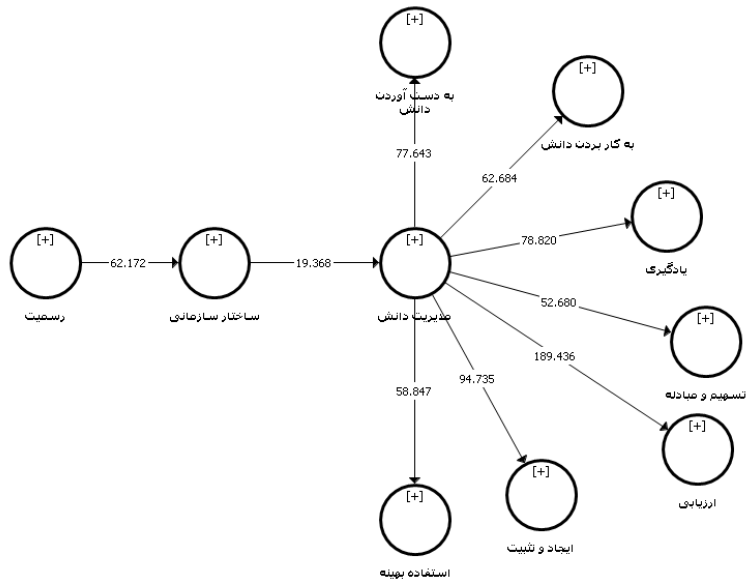 [+]
به دست آوردن
دانش
[+]
به کار بردن دانش
77.643
62.684
[+]
یادگیری
78.820
[+]
رسمیت
62.172
[+]
ساختار سازمانی
19.368
[+]
مدیریت دانش
52.680
[+]
تسهیم و مبادله
189.436
[+]
ارزیابی
94.735
[+]
ایجاد و تثبیت
58.847
[+]
استفاده بهینه